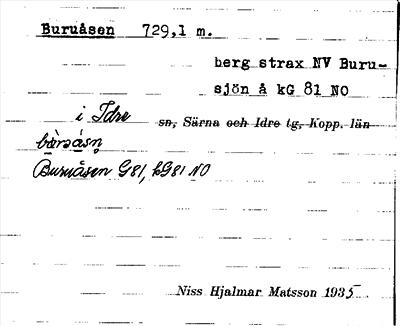 Buruåsen 729,1 m.
berg strax NV Buru-
sjön å kG 81 NO
i Idre sn, Särna och Idre tg, Kopp. län
Buruåsen G81, kG81 NO
Niss Hjalmar Matsson 1935